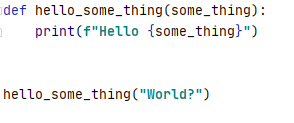 def hello_some_thing(some_thing):
    print(f"Hello {some_thing}")
hello_some_thing("World?")